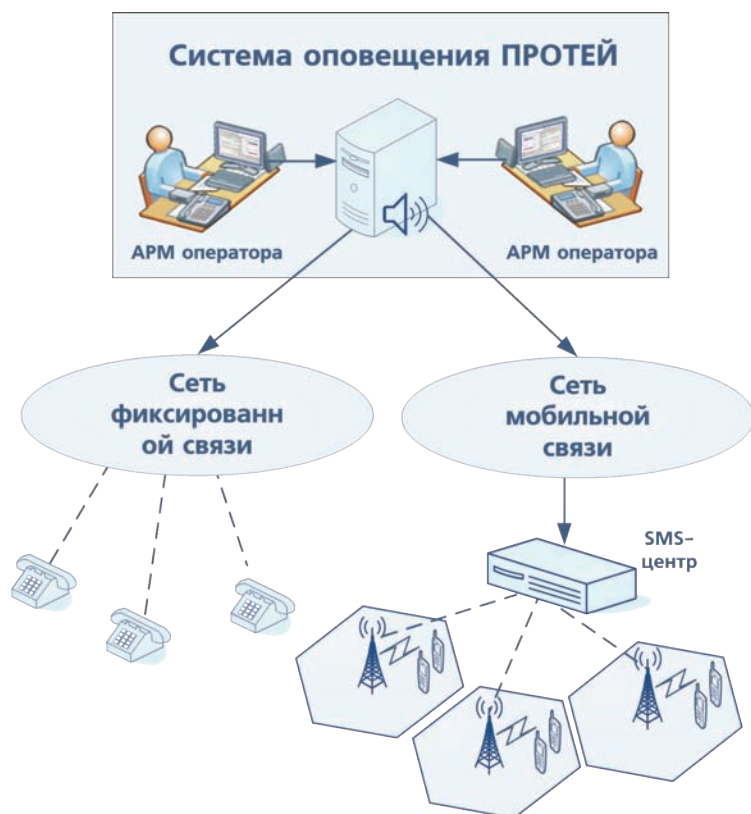 Система оповещения ПРОТЕЙ
АРМ оператора
АРМ оператора
Сеть
фиксированн
ой связи
Сеть
мобильной
связи
SMS-
центр